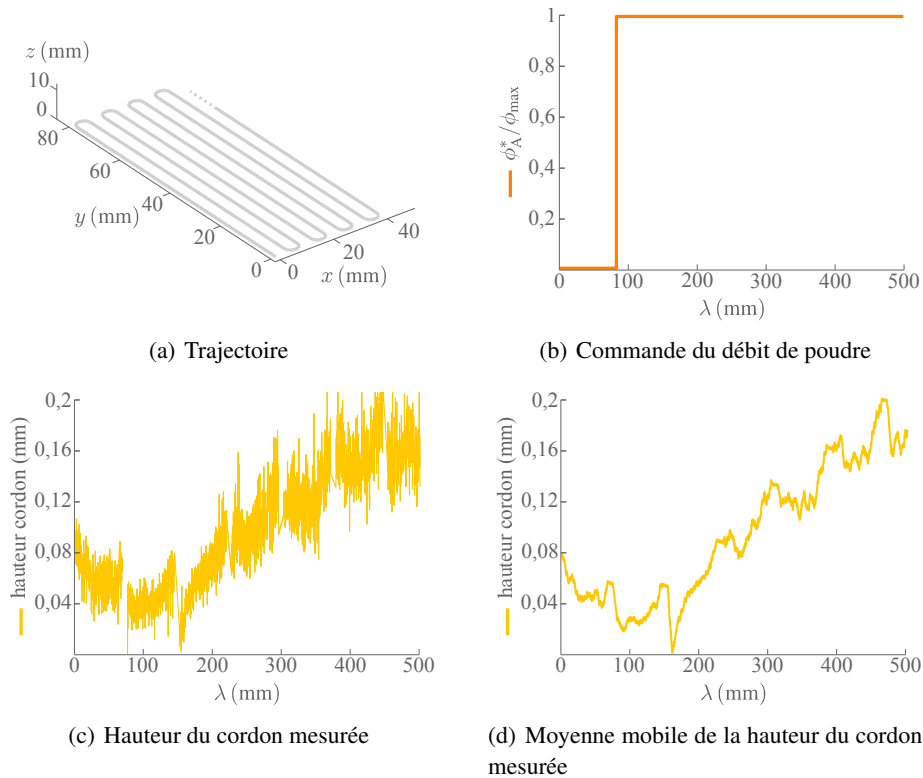 z (mm)
10
0
80
60
40
20
0
y (mm)
0
20
40
x (mm)
(a) Trajectoire
1
0,8
0,6
0,4
0,2
ϕ*A/ϕmax
0 100 200 300 400 500
λ (mm)
(b) Commande du débit de poudre
0,2
0,16
0,12
0,08
0,04
hauteur cordon (mm)
0 100 200 300 400 500
λ (mm)
(c) Hauteur du cordon mesurée
0,2
0,16
0,12
0,08
0,04
hauteur cordon (mm)
0 100 200 300 400 500
λ (mm)
(d) Moyenne mobile de la hauteur du cordon
mesurée